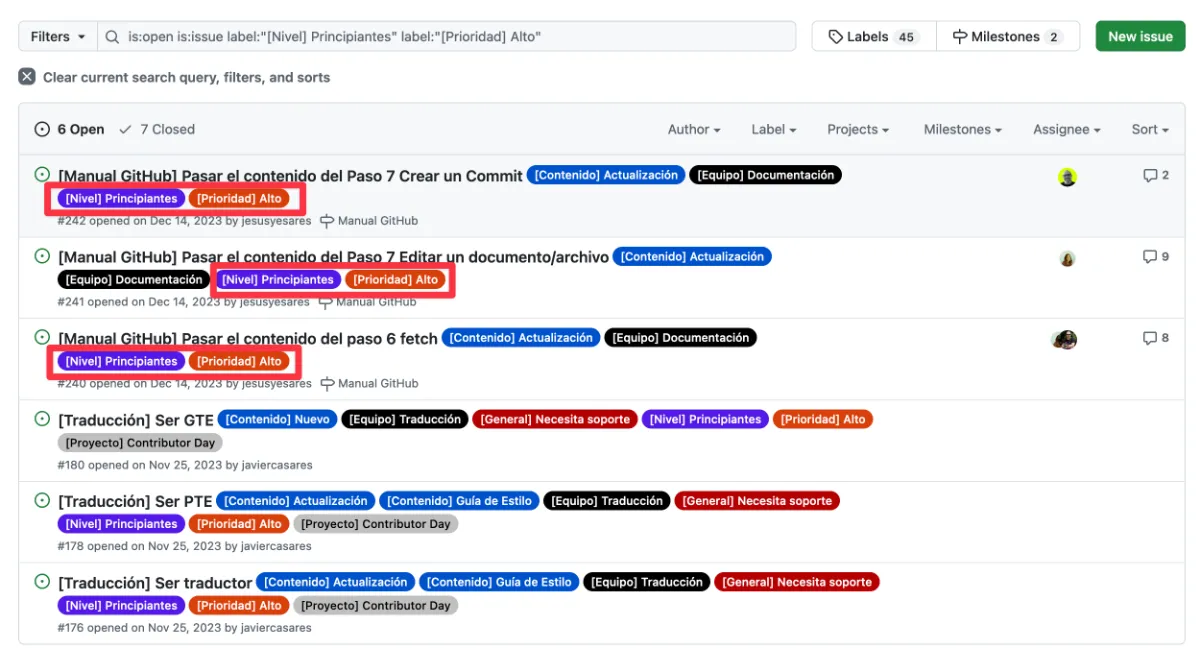 Filters is:open is:issue label:"[Nivel] Principiantes" label:"[Prioridad] Alto" Labels 45 Milestones 2 New issue
Clear current search query, filters, and sorts
6 Open 7 Closed Author Label Projects Milestones Assignee Sort
[Manual GitHub] Pasar el contenido del Paso 7 Crear un Commit [Contenido] Actualización [Equipo] Documentación 2
[Nivel] Principiantes [Prioridad] Alto
#242 opened on Dec 14, 2023 by jesusyesares Manual GitHub
[Manual GitHub] Pasar el contenido del Paso 7 Editar un documento/archivo [Contenido] Actualización 9
[Equipo] Documentación [Nivel] Principiantes [Prioridad] Alto
#241 opened on Dec 14, 2023 by jesusyesares Manual GitHub
[Manual GitHub] Pasar el contenido del paso 6 fetch [Contenido] Actualización [Equipo] Documentación 8
[Nivel] Principiantes [Prioridad] Alto
#240 opened on Dec 14, 2023 by jesusyesares Manual GitHub
[Traducción] Ser GTE [Contenido] Nuevo [Equipo] Traducción [General] Necesita soporte [Nivel] Principiantes [Prioridad] Alto
[Proyecto] Contributor Day
#180 opened on Nov 25, 2023 by javiercasares
[Traducción] Ser PTE [Contenido] Actualización [Contenido] Guía de Estilo [Equipo] Traducción [General] Necesita soporte
[Nivel] Principiantes [Prioridad] Alto [Proyecto] Contributor Day
#178 opened on Nov 25, 2023 by javiercasares
[Traducción] Ser traductor [Contenido] Actualización [Contenido] Guía de Estilo [Equipo] Traducción [General] Necesita soporte
[Nivel] Principiantes [Prioridad] Alto [Proyecto] Contributor Day
#176 opened on Nov 25, 2023 by javiercasares